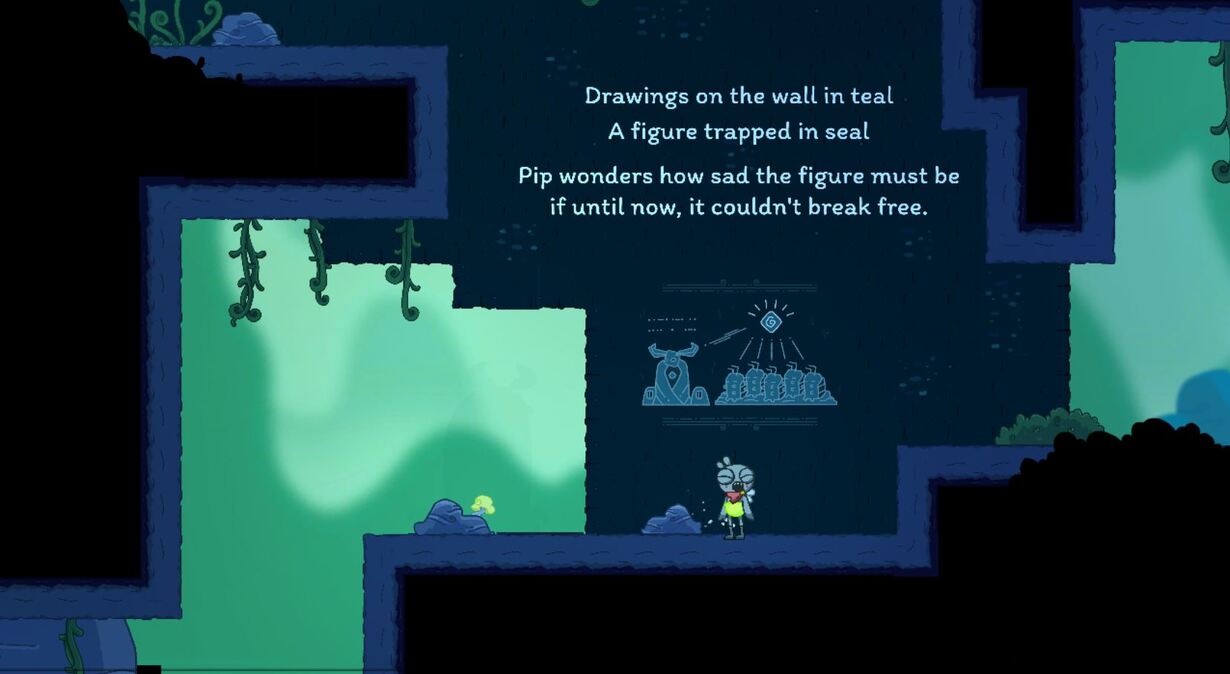 Drawings on the wall in teal
A figure trapped in seal
Pip wonders how sad the figure must be
if until now, it couldn't break free.